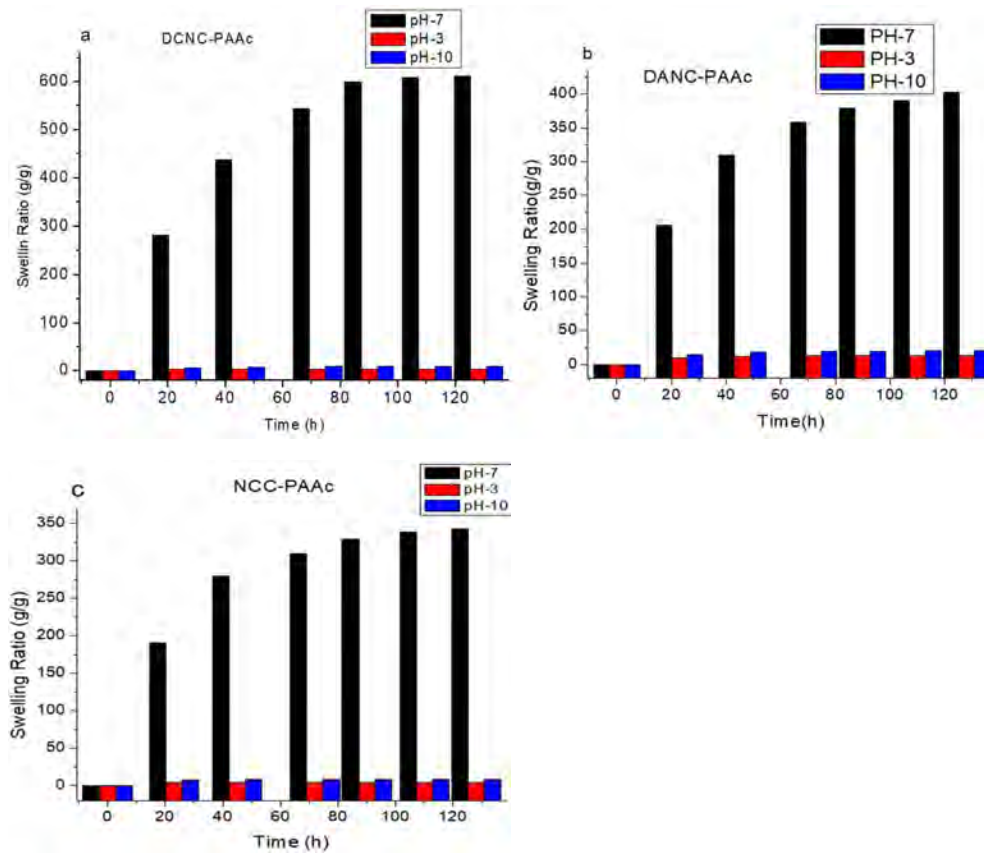 a
DCNC-PAAc
pH-7
pH-3
pH-10
600
500
400
300
200
100
0
Swellin Ratio (g/g)
0 20 40 60 80 100 120
Time (h)
b
DANC-PAAc
PH-7
PH-3
PH-10
400
350
300
250
200
150
100
50
0
Swelling Ratio(g/g)
0 20 40 60 80 100 120
Time(h)
C
NCC-PAAc
pH-7
pH-3
pH-10
350
300
250
200
150
100
50
0
Swelling Ratio (g/g)
0 20 40 60 80 100 120
Time (h)